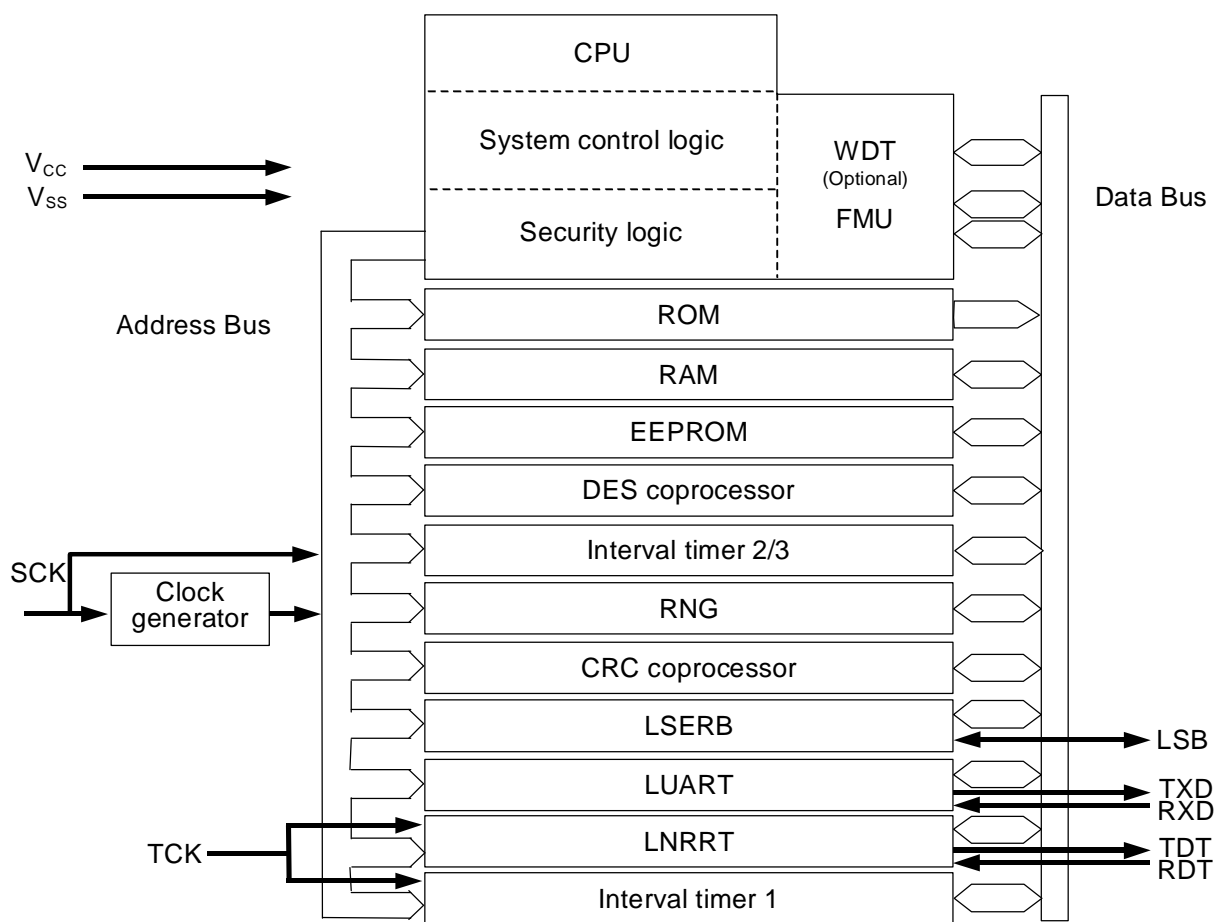 CPU
System control logic
WDT
(Optional)
FMU
Security logic
VCC
VSS
Data Bus
Address Bus
ROM
RAM
EEPROM
DES coprocessor
Interval timer 2/3
SCK
Clock
generator
RNG
CRC coprocessor
LSERB
LSB
LUART
TXD
RXD
TCK
LNRRT
TDT
RDT
Interval timer 1